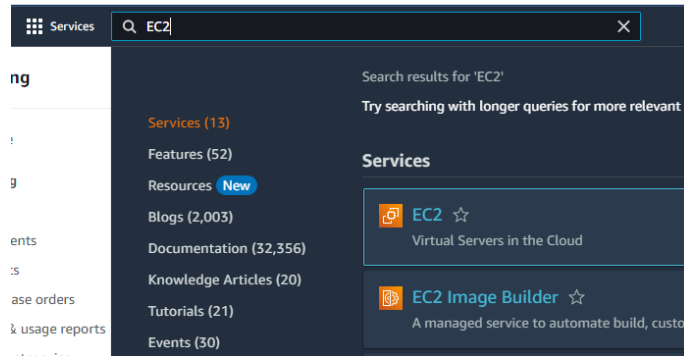 Services
EC2
ng
Search results for 'EC2'
Try searching with longer queries for more relevant
Services (13)
Features (52)
Resources New
Blogs (2,003)
Documentation (32,356)
Knowledge Articles (20)
Tutorials (21)
Events (30)
g
ents
ase orders
& usage reports
Services
EC2
Virtual Servers in the Cloud
EC2 Image Builder
A managed service to automate build, custo